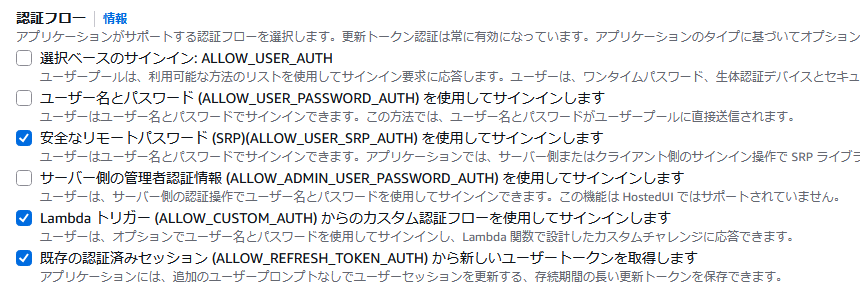 認証フロー | 情報
アプリケーションがサポートする認証フローを選択します。更新トークン認証は常に有効になっています。アプリケーションのタイプに基づいてオプション
選択ベースのサインイン: ALLOW_USER_AUTH
ユーザープールは、利用可能な方法のリストを使用してサインイン要求に応答します。ユーザーは、ワンタイムパスワード、生体認証デバイスとセキュ
ユーザー名とパスワード (ALLOW_USER_PASSWORD_AUTH) を使用してサインインします
ユーザーはユーザー名とパスワードでサインインできます。この方法では、ユーザー名とパスワードがユーザープールに直接送信されます。
安全なリモートパスワード (SRP)(ALLOW_USER_SRP_AUTH) を使用してサインインします
ユーザーはユーザー名とパスワードでサインインできます。アプリケーションでは、サーバー側またはクライアント側のサインイン操作で SRP ライブラ
サーバー側の管理者認証情報 (ALLOW_ADMIN_USER_PASSWORD_AUTH) を使用してサインインします
ユーザーは、サーバー側の認証操作でユーザー名とパスワードを使用してサインインできます。この機能は HostedUI ではサポートされていません。
Lambda トリガー (ALLOW_CUSTOM_AUTH) からのカスタム認証フローを使用してサインインします
ユーザーは、オプションでユーザー名とパスワードを使用してサインインし、Lambda 関数で設計したカスタムチャレンジに応答できます。
既存の認証済みセッション (ALLOW_REFRESH_TOKEN_AUTH) から新しいユーザートークンを取得します
アプリケーションには、追加のユーザープロンプトなしでユーザーセッションを更新する、存続期間の長い更新トークンを保存できます。